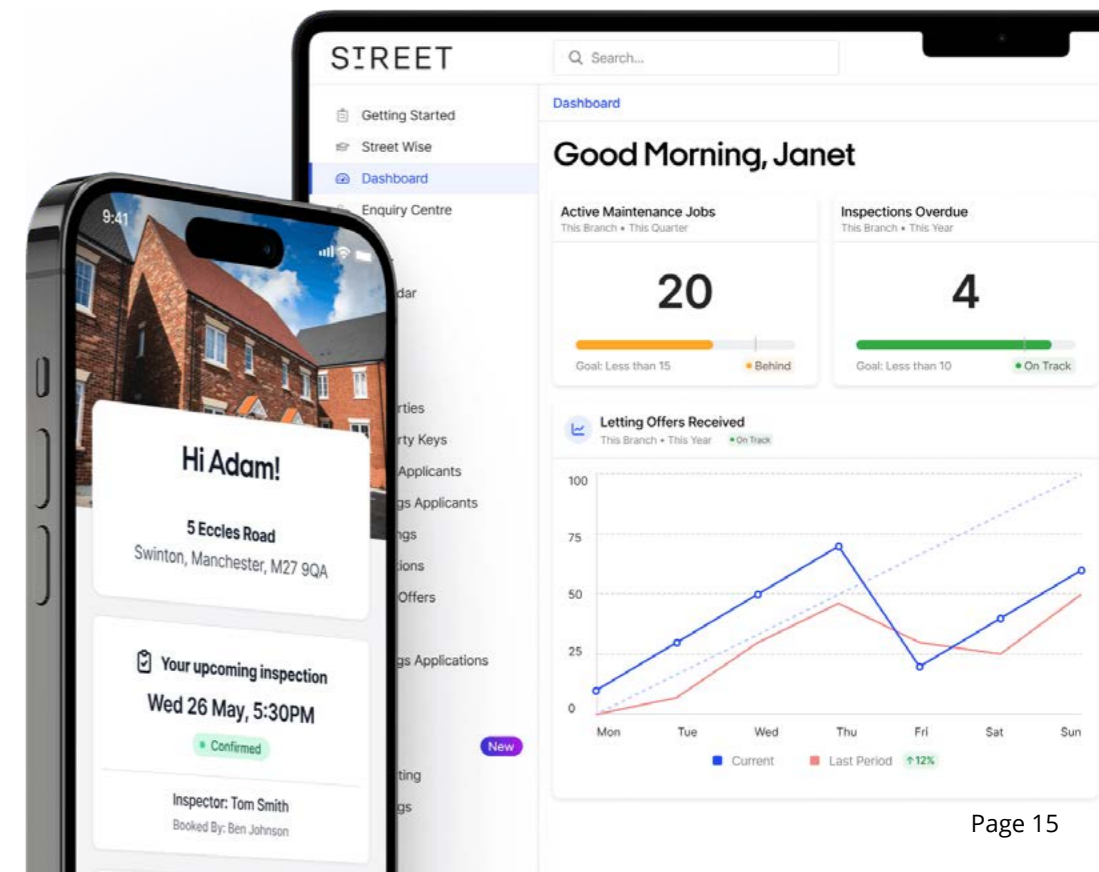 STREET
Search...
Getting Started
Street Wise
Dashboard
Enquiry Centre
Dashboard
Good Morning, Janet
Active Maintenance Jobs
This Branch • This Quarter
20
Goal: Less than 15
Behind
Inspections Overdue
This Branch • This Year
4
Goal: Less than 10
On Track
Letting Offers Received
This Branch • This Year
On Track
100
75
50
25
0
Mon Tue Wed Thu Fri Sat Sun
Current
Last Period
↑12%
dar
rties
rty Keys
Applicants
gs Applicants
ngs
ions
Offers
gs Applications
New
ting
gs
9:41
Hi Adam!
5 Eccles Road
Swinton, Manchester, M27 9QA
Your upcoming inspection
Wed 26 May, 5:30PM
Confirmed
Inspector: Tom Smith
Booked By: Ben Johnson
Page 15